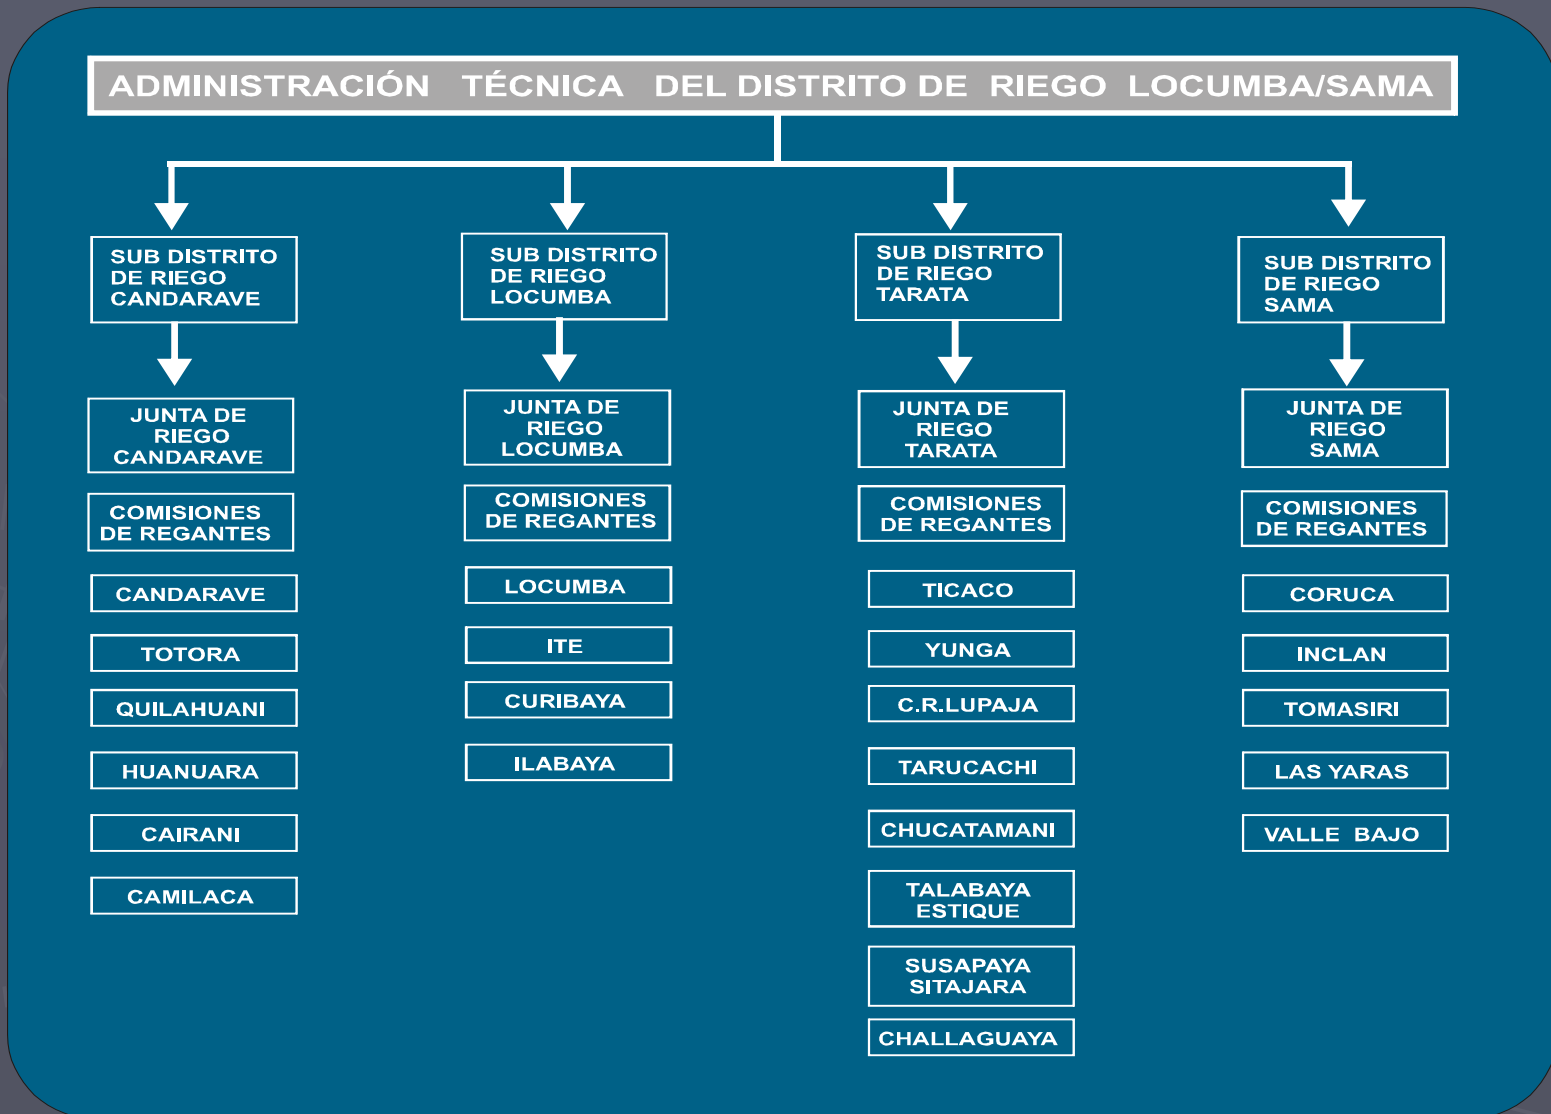 ADMINISTRACIÓN TÉCNICA DEL DISTRITO DE RIEGO LOCUMBA/SAMA
SUB DISTRITO
DE RIEGO
CANDARAVE
JUNTA DE
RIEGO
CANDARAVE
COMISIONES
DE REGANTES
CANDARAVE
TOTORA
QUILAHUANI
HUANUARA
CAIRANI
CAMILACA
SUB DISTRITO
DE RIEGO
LOCUMBA
JUNTA DE
RIEGO
LOCUMBA
COMISIONES
DE REGANTES
LOCUMBA
ITE
CURIBAYA
ILABAYA
SUB DISTRITO
DE RIEGO
TARATA
JUNTA DE
RIEGO
TARATA
COMISIONES
DE REGANTES
TICACO
YUNGA
C.R.LUPAJA
TARUCACHI
CHUCATAMANI
TALABAYA
ESTIQUE
SUSAPAYA
SITAJARA
CHALLAGUAYA
SUB DISTRITO
DE RIEGO
SAMA
JUNTA DE
RIEGO
SAMA
COMISIONES
DE REGANTES
CORUCA
INCLAN
TOMASIRI
LAS YARAS
VALLE BAJO